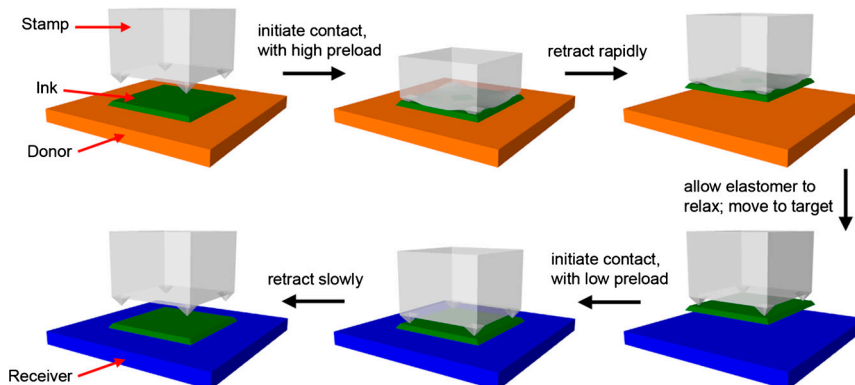 Stamp
Ink
Donor
initiate contact,
with high preload
retract rapidly
allow elastomer to
relax; move to target
initiate contact,
with low preload
retract slowly
Receiver